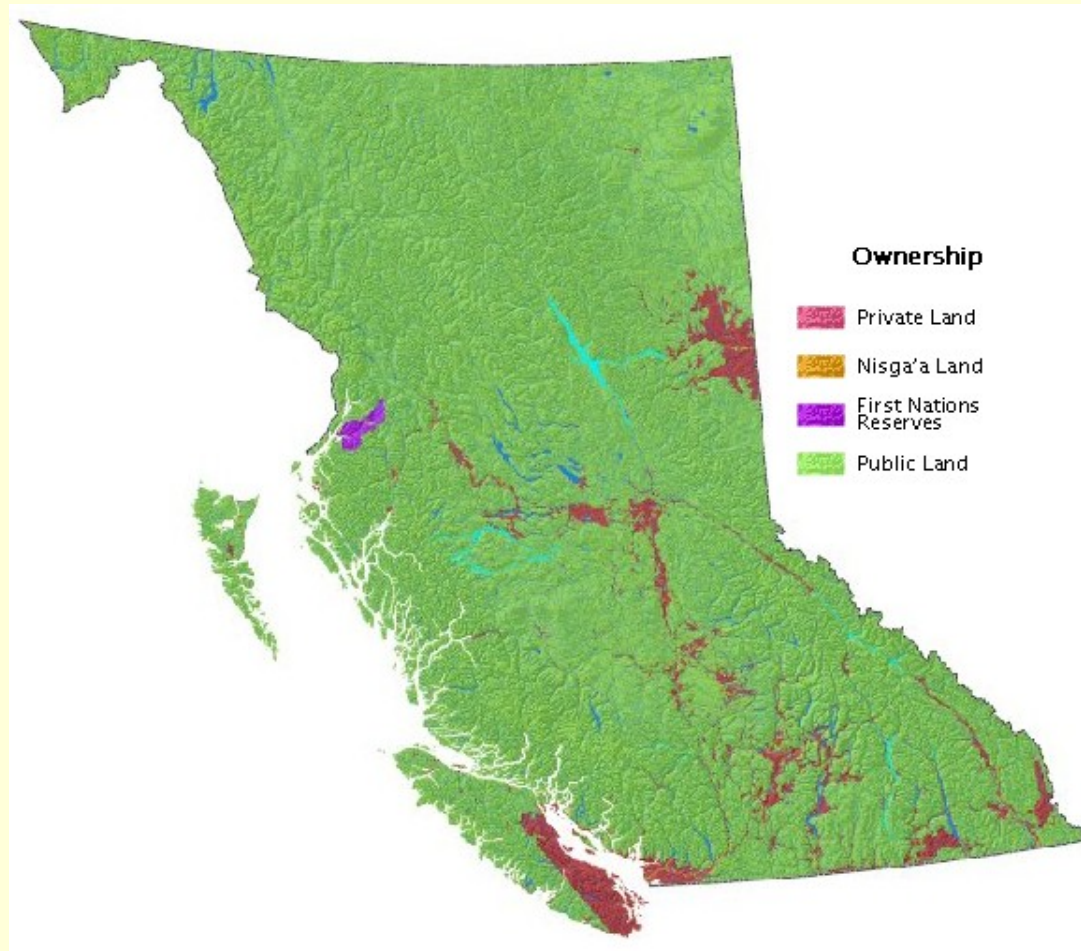 Ownership
Private Land
Nisga'a Land
First Nations
Reserves
Public Land